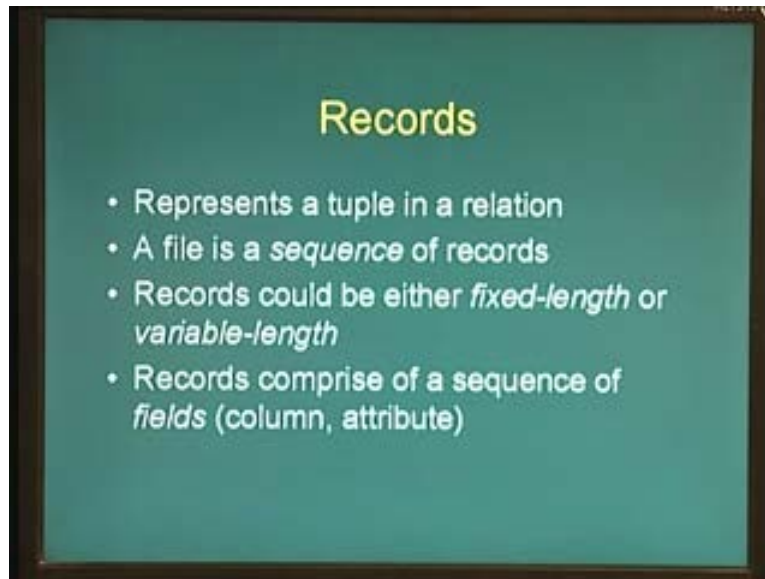 Records
• Represents a tuple in a relation
• A file is a sequence of records
• Records could be either fixed-length or
variable-length
• Records comprise of a sequence of
fields (column, attribute)